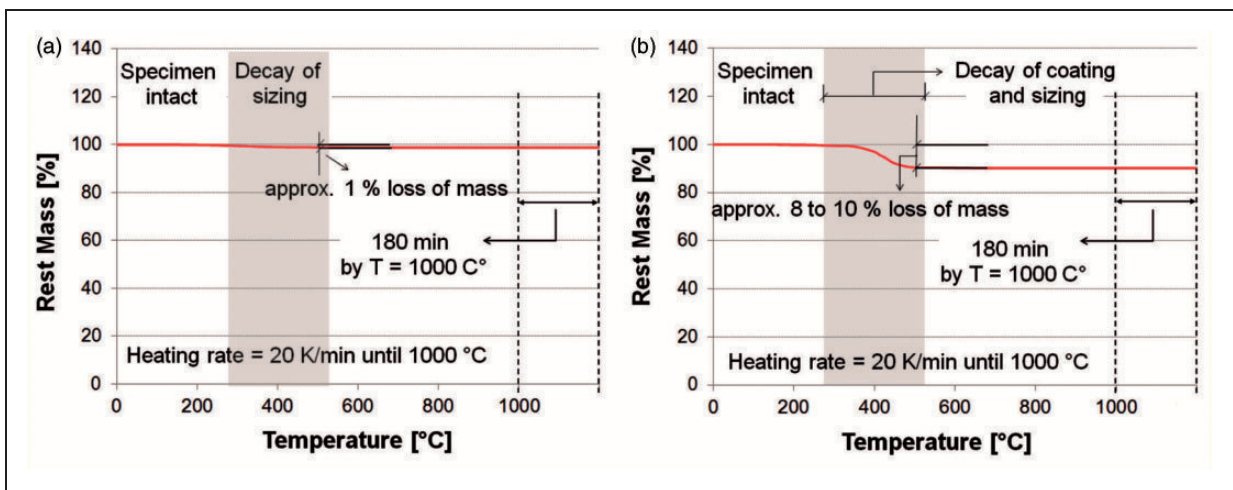 (a)
140
120
100
80
60
40
20
0
Rest Mass [%]
Specimen
intact
Decay of
sizing
approx. 1 % loss of mass
180 min
by T = 1000 C°
Heating rate = 20 K/min until 1000 °C
0 200 400 600 800 1000
Temperature [°C]
(b)
140
120
100
80
60
40
20
0
Rest Mass [%]
Specimen
intact
Decay of coating
and sizing
approx. 8 to 10 % loss of mass
180 min
by T = 1000 C°
Heating rate = 20 K/min until 1000 °C
0 200 400 600 800 1000
Temperature [°C]